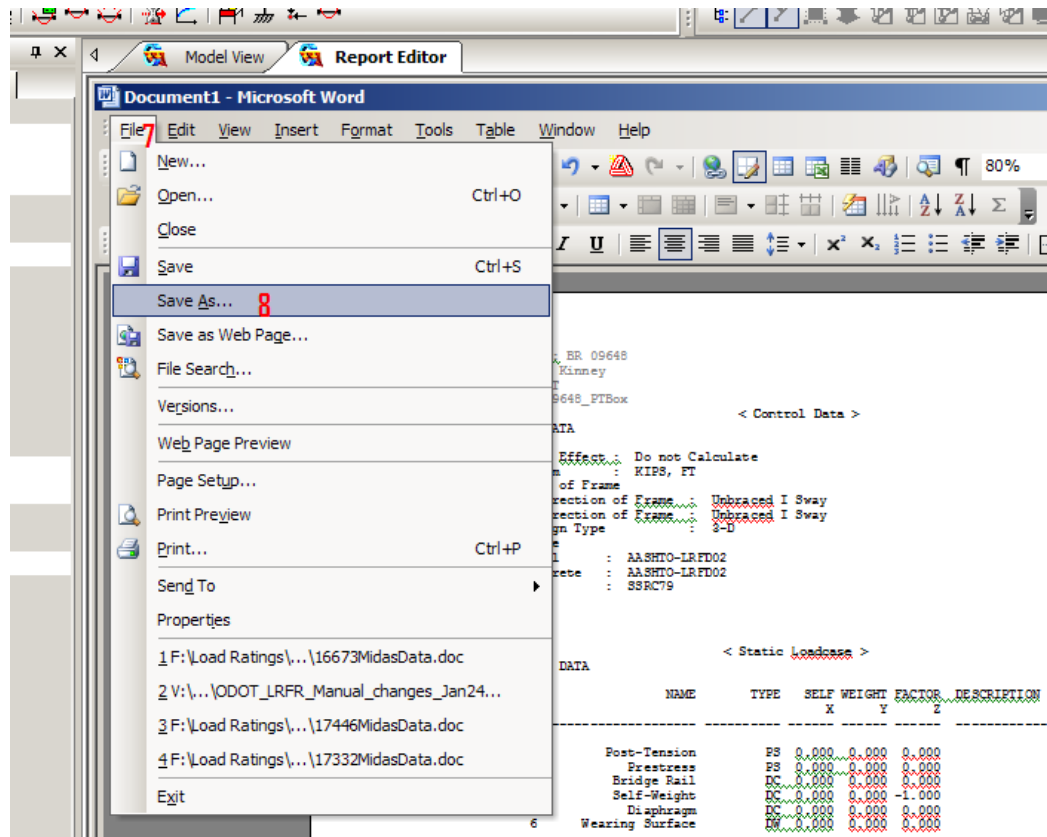 Model View Report Editor
Document1 - Microsoft Word
File 7 Edit View Insert Format Tools Table Window Help
New...
80%
Open... Ctrl+O
Close
Save Ctrl+S
Save As... 8
Save as Web Page...
File Search...
Versions...
Web Page Preview
Page Setup...
Print Preview
Print... Ctrl+P
Send To
Properties
1 F:\Load Ratings\...\16673MidasData.doc
2 V:\...\ODOT_LRFR_Manual_changes_Jan24...
3 F:\Load Ratings\...\17446MidasData.doc
4 F:\Load Ratings\...\17332MidasData.doc
Exit
: BR 09648
Kinney
9648_PTBox
< Control Data >
ATA
Effect : Do not Calculate
: KIPS, FT
of Frame
rection of Frame : Unbraced I Sway
rection of Frame : Unbraced I Sway
gn Type : 3-D
: AASHTO-LRFD02
rete : AASHTO-LRFD02
: SSRC79
< Static Loadcase >
DATA
NAME TYPE SELF WEIGHT FACTOR DESCRIPTION
X Y Z
Post-Tension PS 0.000 0.000 0.000
Prestress PS 0.000 0.000 0.000
Bridge Rail DC 0.000 0.000 0.000
Self-Weight DC 0.000 0.000 -1.000
Diaphragm DC 0.000 0.000 0.000
6 Wearing Surface DW 0.000 0.000 0.000